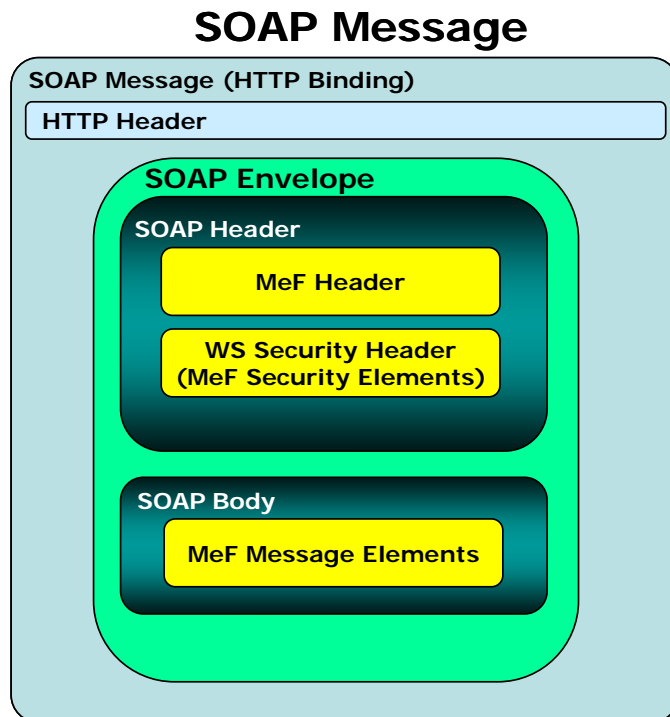 SOAP Message
SOAP Message (HTTP Binding)
HTTP Header
SOAP Envelope
SOAP Header
MeF Header
WS Security Header
(MeF Security Elements)
SOAP Body
MeF Message Elements